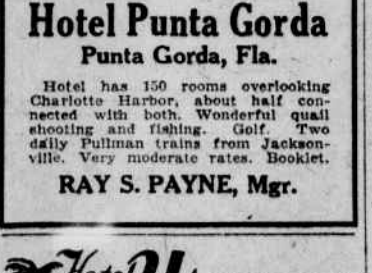 Hotel Punta Gorda
Punta Gorda, Fla.
Hotel has 150 rooms overlooking
Charlotte Harbor, about half con-
nected with both. Wonderful quail
shooting and fishing. Golf. Two
daily Pullman trains from Jackson-
ville. Very moderate rates. Booklet.
RAY S. PAYNE, Mgr.
Hotel